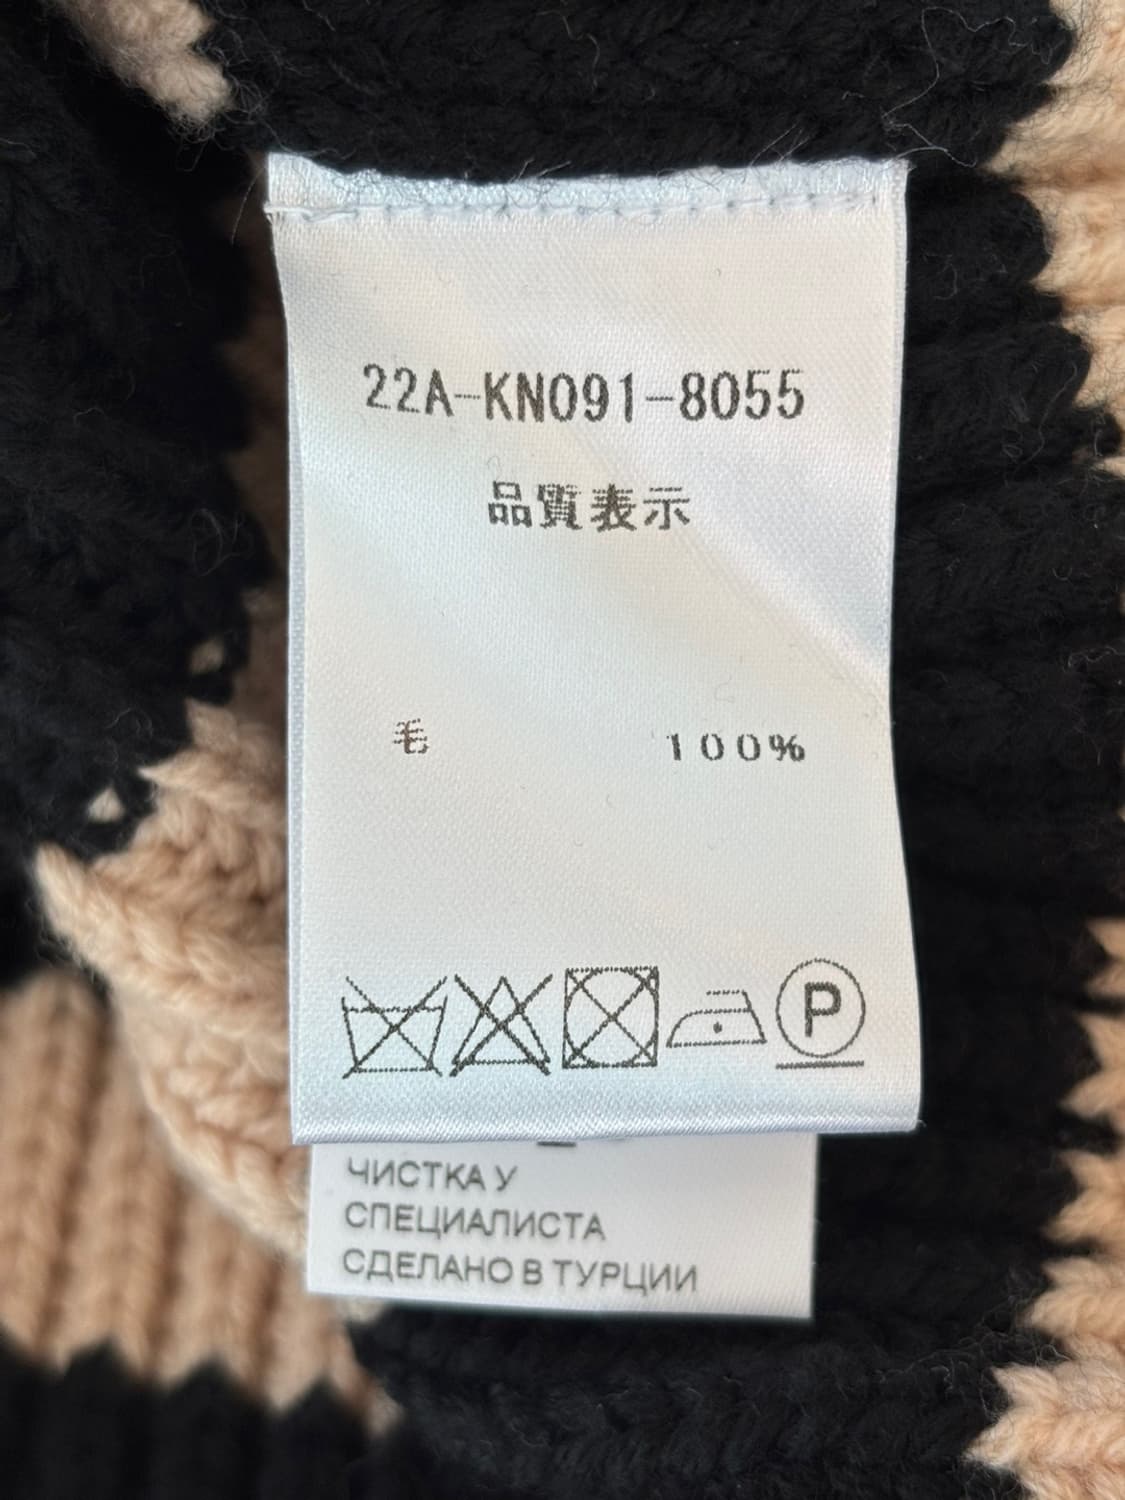 22A-KN091-8055
品質表示
毛 100%
P
ЧИСТКА У
СПЕЦИАЛИСТА
СДЕЛАНО В ТУРЦИИ